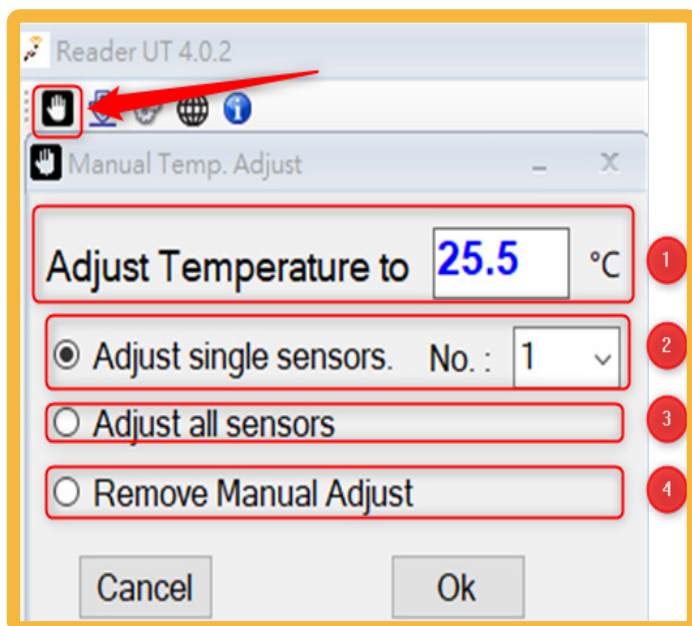 Reader UT 4.0.2
Manual Temp. Adjust
Adjust Temperature to 25.5 °C 1
Adjust single sensors. No. : 1 2
Adjust all sensors 3
Remove Manual Adjust 4
Cancel Ok